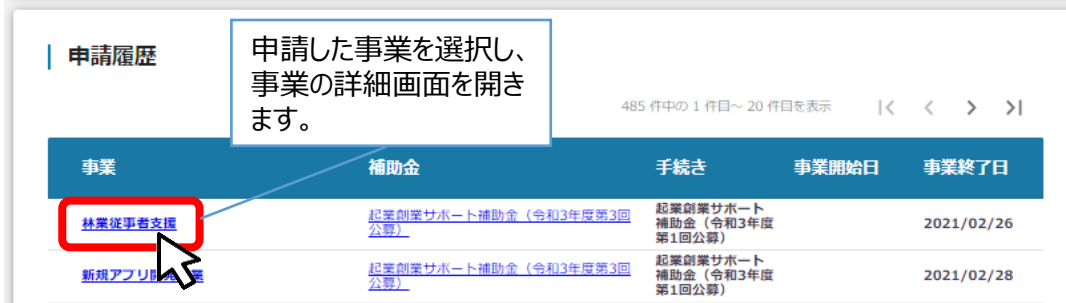 申請履歴
申請した事業を選択し、
事業の詳細画面を開き
ます。
485 件中の 1 件目～ 20 件目を表示
事業 補助金 手続き 事業開始日 事業終了日
林業従事者支援
起業創業サポート補助金（令和3年度第3回
公募）
起業創業サポート
補助金（令和3年度
第1回公募）
2021/02/26
新規アプリ開発事業
起業創業サポート補助金（令和3年度第3回
公募）
起業創業サポート
補助金（令和3年度
第1回公募）
2021/02/28